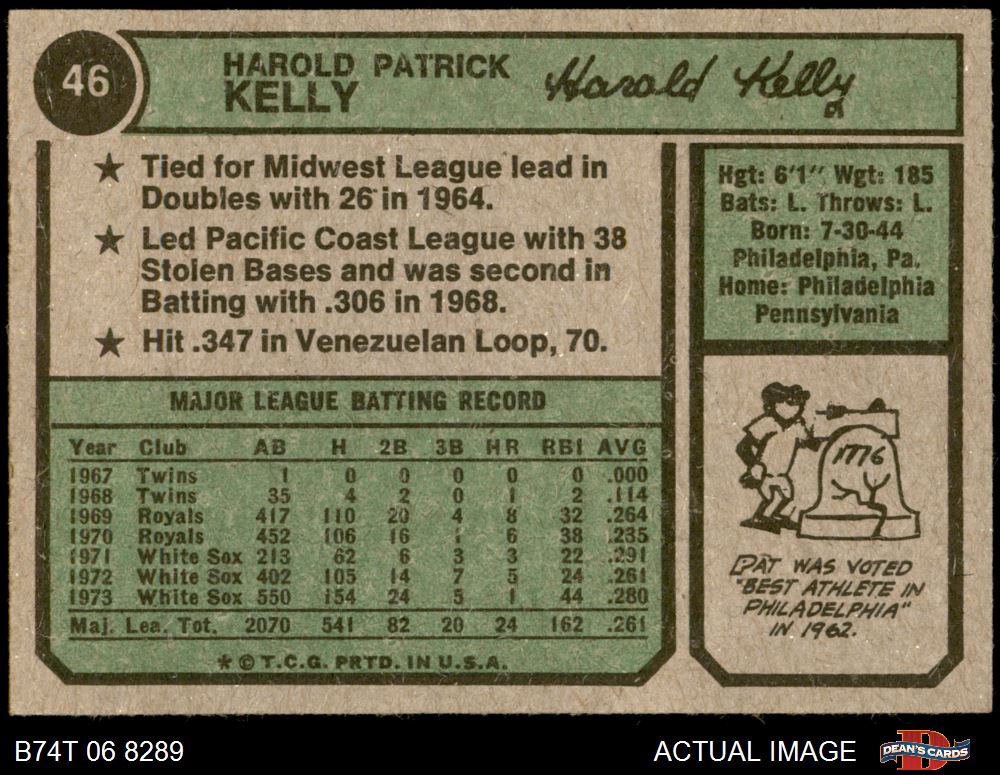 46
HAROLD PATRICK
KELLY
Harold Kelly
★ Tied for Midwest League lead in
Doubles with 26 in 1964.
★ Led Pacific Coast League with 38
Stolen Bases and was second in
Batting with .306 in 1968.
★ Hit .347 in Venezuelan Loop, 70.
Hgt: 6'1" Wgt: 185
Bats: L. Throws: L.
Born: 7-30-44
Philadelphia, Pa.
Home: Philadelphia
Pennsylvania
MAJOR LEAGUE BATTING RECORD
Year Club AB H 2B 3B HR RBI AVG
1967 Twins 1 0 0 0 0 0 .000
1968 Twins 35 4 2 0 1 2 .114
1969 Royals 417 110 20 4 8 32 .264
1970 Royals 452 106 16 1 6 38 .235
1971 White Sox 213 62 6 3 3 22 .291
1972 White Sox 402 105 14 7 5 24 .261
1973 White Sox 550 154 24 5 1 44 .280
Maj. Lea. Tot. 2070 541 82 20 24 162 .261
* © T.C.G. PRTD. IN U.S.A.
1776
PAT WAS VOTED
"BEST ATHLETE IN
PHILADELPHIA"
IN 1962.
B74T 06 8289
ACTUAL IMAGE
DEAN'S CARDS